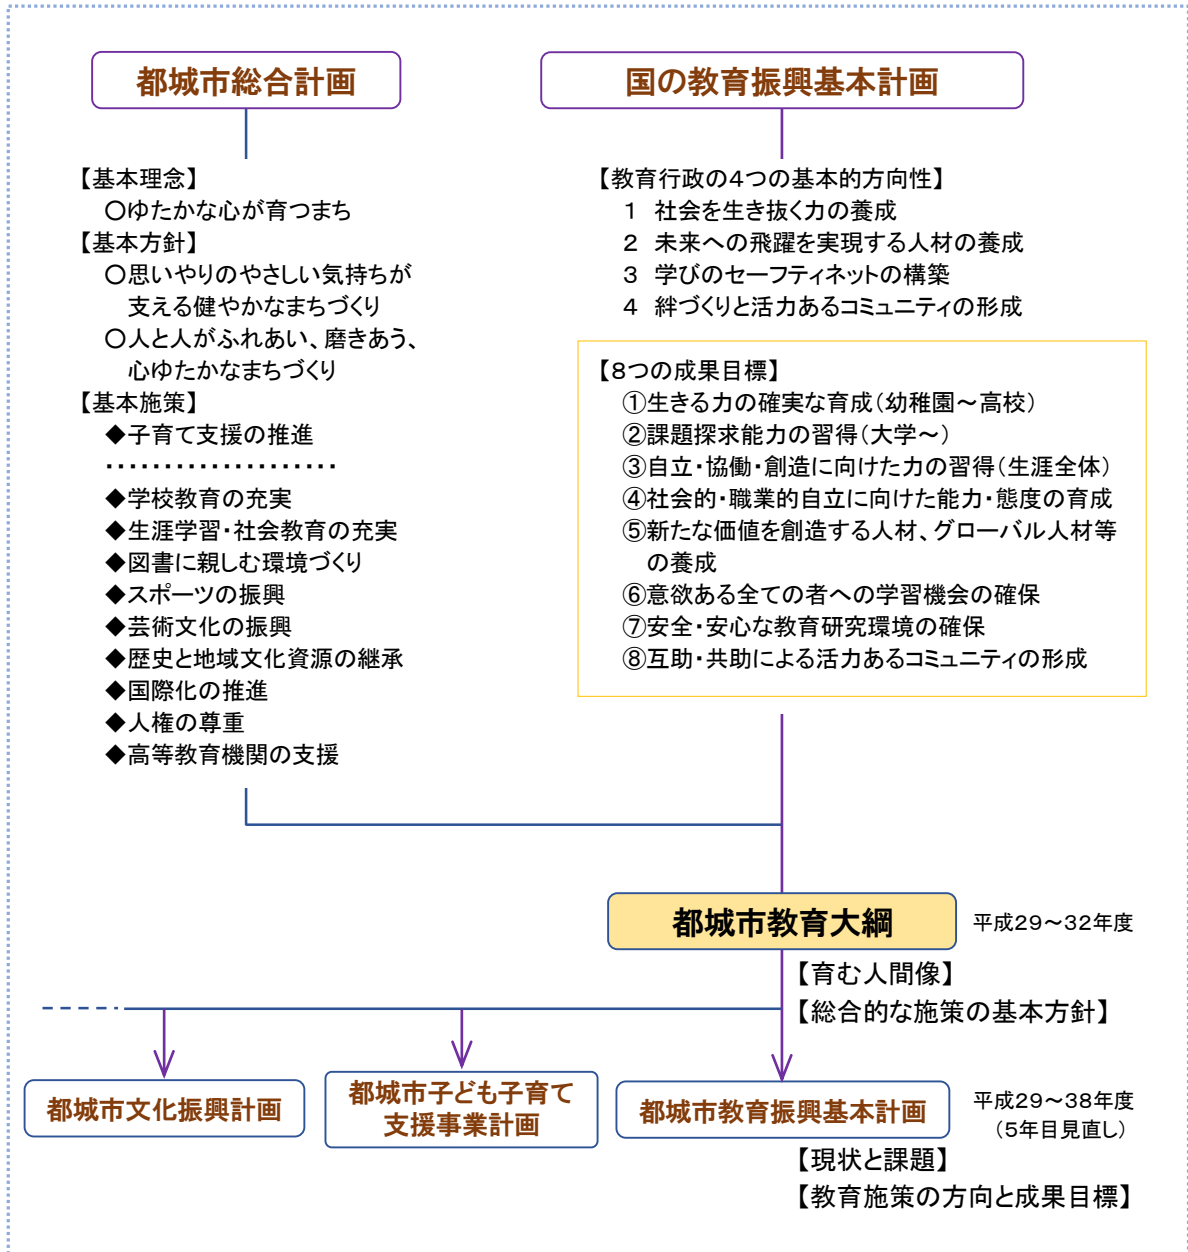 都城市総合計画
【基本理念】
○ゆたかな心が育つまち
【基本方針】
○思いやりのやさしい気持ちが
支える健やかなまちづくり
○人と人がふれあい、磨きあう、
心ゆたかなまちづくり
【基本施策】
◆子育て支援の推進
・・・・・・・・・・・・・・・・・・・・
◆学校教育の充実
◆生涯学習・社会教育の充実
◆図書に親しむ環境づくり
◆スポーツの振興
◆芸術文化の振興
◆歴史と地域文化資源の継承
◆国際化の推進
◆人権の尊重
◆高等教育機関の支援
国の教育振興基本計画
【教育行政の4つの基本的方向性】
1 社会を生き抜く力の養成
2 未来への飛躍を実現する人材の養成
3 学びのセーフティネットの構築
4 絆づくりと活力あるコミュニティの形成
【8つの成果目標】
①生きる力の確実な育成(幼稚園~高校)
②課題探求能力の習得(大学~)
③自立・協働・創造に向けた力の習得(生涯全体)
④社会的・職業的自立に向けた能力・態度の育成
⑤新たな価値を創造する人材、グローバル人材等
の養成
⑥意欲ある全ての者への学習機会の確保
⑦安全・安心な教育研究環境の確保
⑧互助・共助による活力あるコミュニティの形成
都城市教育大綱
平成29~32年度
【育む人間像】
【総合的な施策の基本方針】
都城市文化振興計画
都城市子ども子育て
支援事業計画
都城市教育振興基本計画
平成29~38年度
(5年目見直し)
【現状と課題】
【教育施策の方向と成果目標】